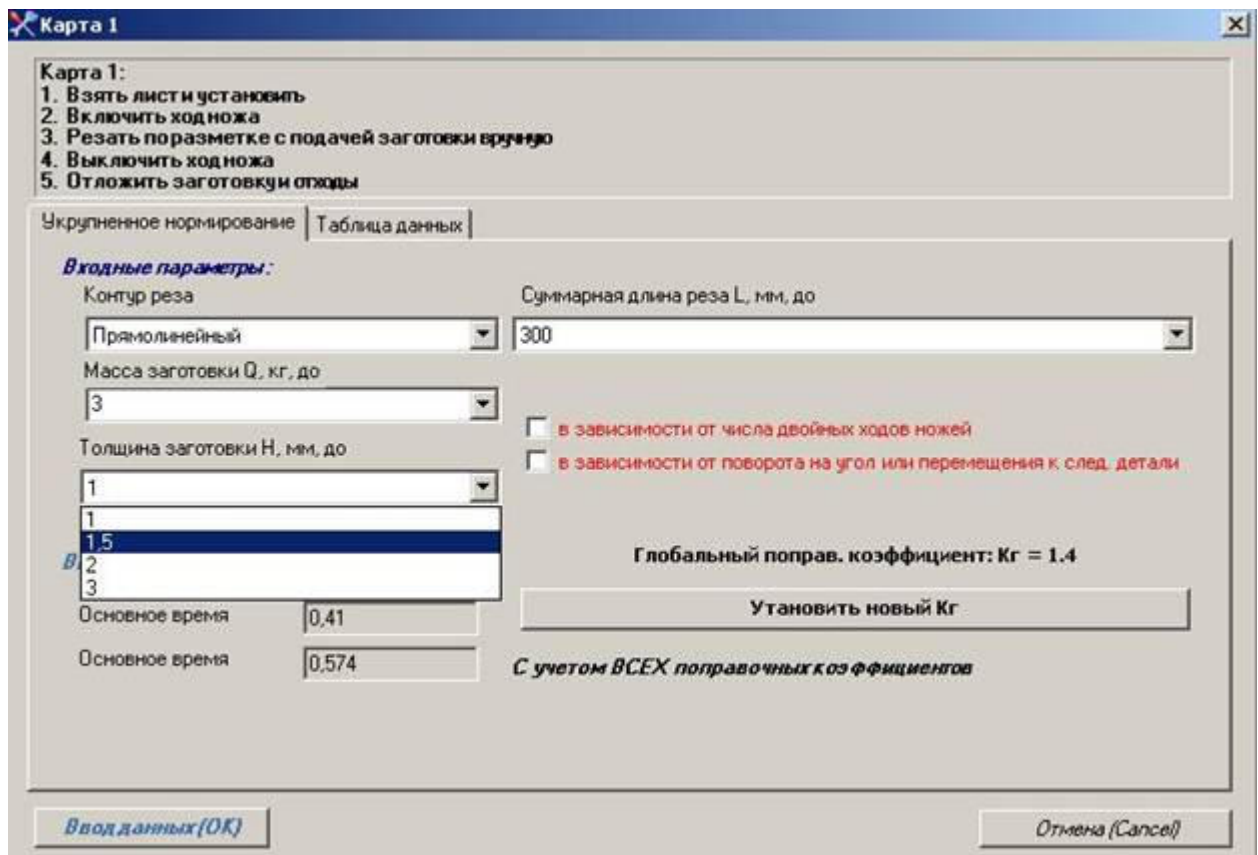 Карта 1
Карта 1:
1. Взять лист и установить
2. Включить ход ножа
3. Резать по разметке с подачей заготовки вручную
4. Выключить ход ножа
5. Отложить заготовку и отходы
Укрупненное нормирование Таблица данных
Входные параметры:
Контур реза Суммарная длина реза L, мм, до
Прямолинейный 300
Масса заготовки Q, кг, до
3
в зависимости от числа двойных ходов ножей
Толщина заготовки H, мм, до
в зависимости от поворота на угол или перемещения к след. детали
1
1
1,5
2
3
Глобальный поправ. коэффициент: Кг = 1.4
Утановить новый Кг
Основное время 0,41
Основное время 0,574
С учетом ВСЕХ поправочных коэффициентов
Ввод данных (OK) Отмена (Cancel)